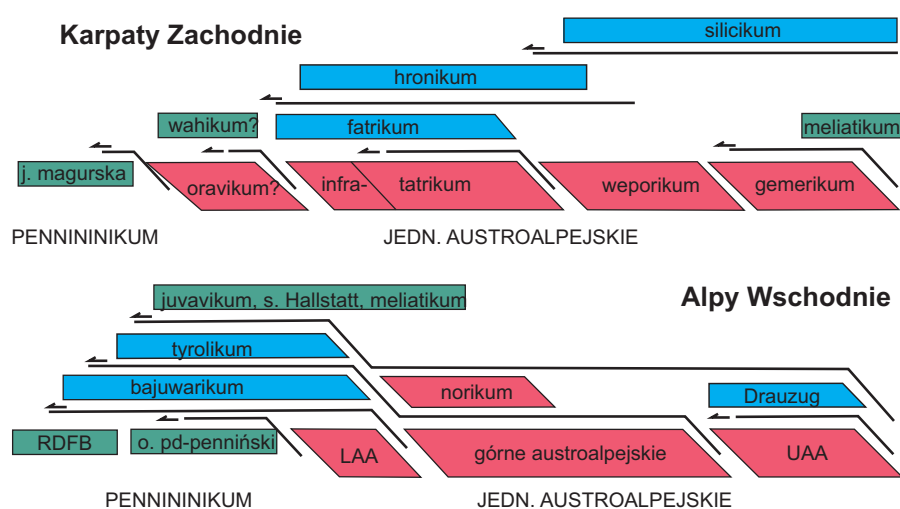 Karpaty Zachodnie
silicikum
hronikum
wahikum?
fatrikum
meliatikum
j. magurska
oravikum?
infra-
tatrikum
weporikum
gemerikum
PENNININIKUM
JEDN. AUSTROALPEJSKIE
juvavikum, s. Hallstatt, meliatikum
Alpy Wschodnie
tyrolikum
bajuwarikum
norikum
Drauzug
RDFB
o. pd-penniński
LAA
górne austroalpejskie
UAA
PENNININIKUM
JEDN. AUSTROALPEJSKIE